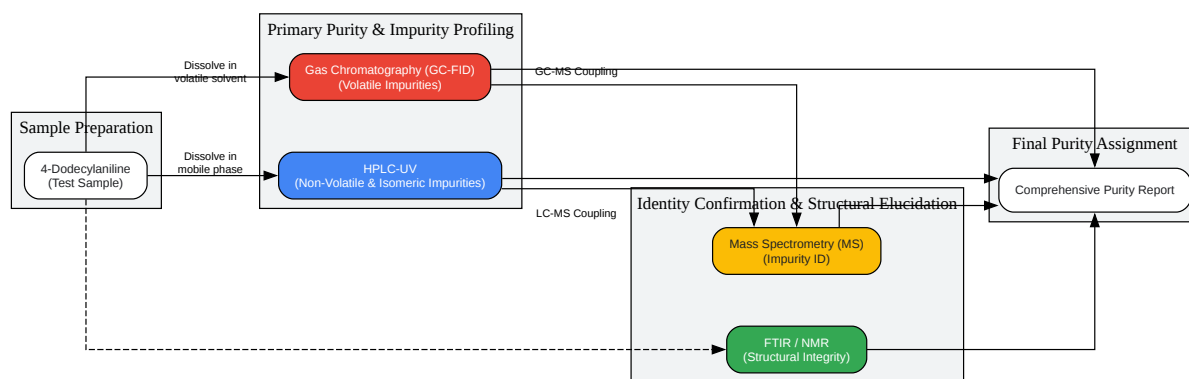 Primary Purity & Impurity Profiling
Dissolve in
volatile solvent
Gas Chromatography (GC-FID)
(Volatile Impurities)
GC-MS Coupling
Sample Preparation
4-Dodecylaniline
(Test Sample)
Dissolve in
mobile phase
HPLC-UV
(Non-Volatile & Isomeric Impurities)
Final Purity Assignment
Comprehensive Purity Report
LC-MS Coupling
Identity Confirmation & Structural Elucidation
Mass Spectrometry (MS)
(Impurity ID)
FTIR / NMR
(Structural Integrity)